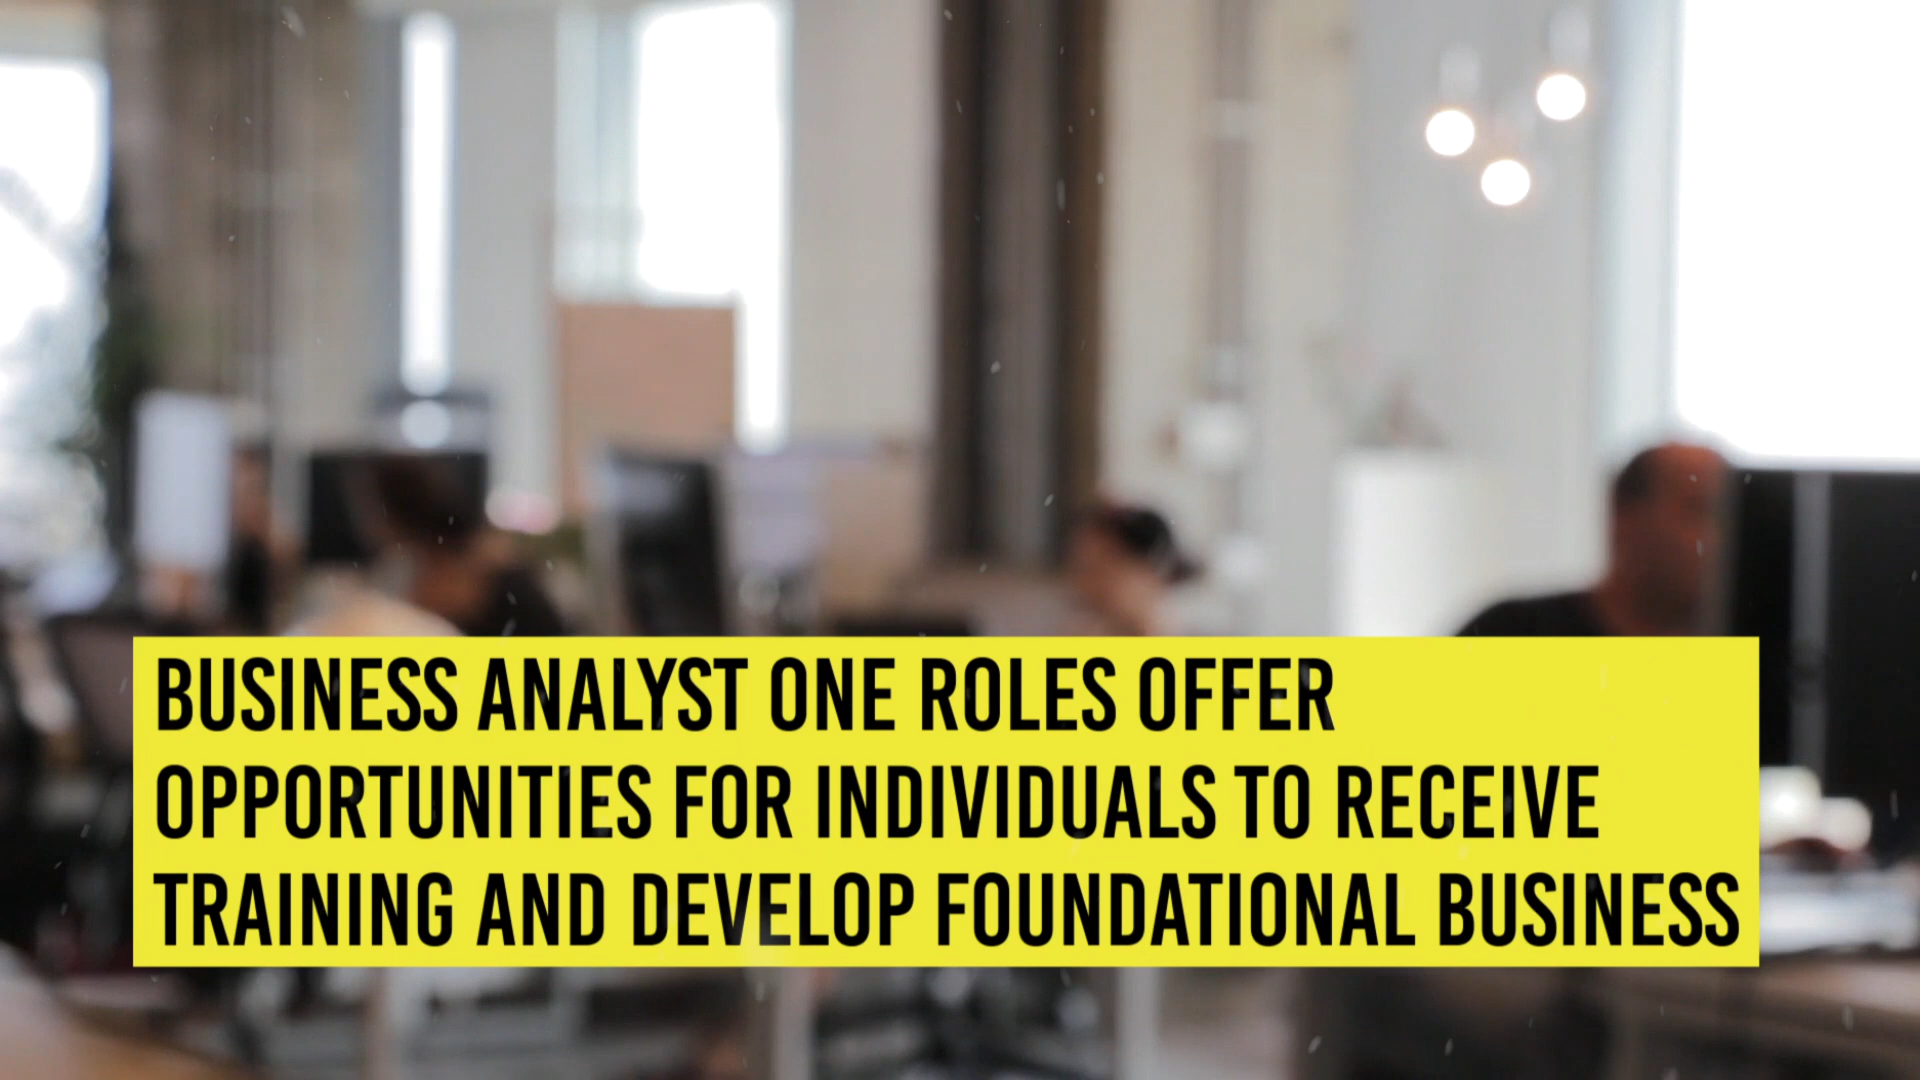 BUSINESS ANALYST ONE ROLES OFFER
OPPORTUNITIES FOR INDIVIDUALS TO RECEIVE
TRAINING AND DEVELOP FOUNDATIONAL BUSINESS